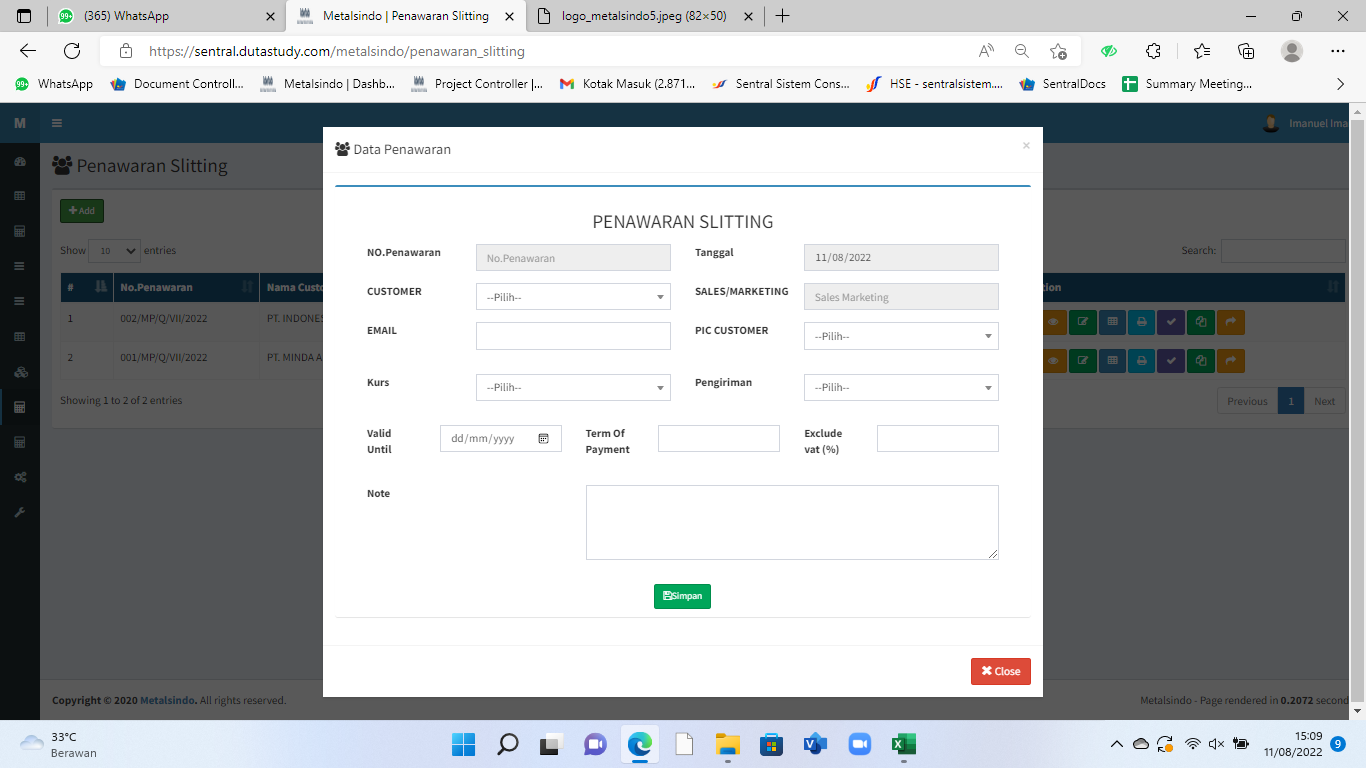 99+ (365) WhatsApp
Metalsindo | Penawaran Slitting
logo_metalsindo5.jpeg (82×50)
https://sentral.dutastudy.com/metalsindo/penawaran_slitting
99+ WhatsApp
Document Controll...
Metalsindo | Dashb...
Project Controller |...
Kotak Masuk (2.871...
Sentral Sistem Cons...
HSE - sentralsistem....
SentralDocs
Summary Meeting...
M
Imanuel Ima
Penawaran Slitting
Add
Show 10 entries
Search:
# No.Penawaran Nama Custo tion
1 002/MP/Q/VII/2022 PT. INDONES
2 001/MP/Q/VII/2022 PT. MINDA A
Showing 1 to 2 of 2 entries
Previous 1 Next
Data Penawaran ×
PENAWARAN SLITTING
NO.Penawaran No.Penawaran Tanggal 11/08/2022
CUSTOMER --Pilih-- SALES/MARKETING Sales Marketing
EMAIL PIC CUSTOMER --Pilih--
Kurs --Pilih-- Pengiriman --Pilih--
Valid Until dd/mm/yyyy Term Of Payment Exclude vat (%)
Note
Simpan
Close
Copyright © 2020 Metalsindo. All rights reserved.
Metalsindo - Page rendered in 0.2072 second
33°C
Berawan
15:09
11/08/2022
9